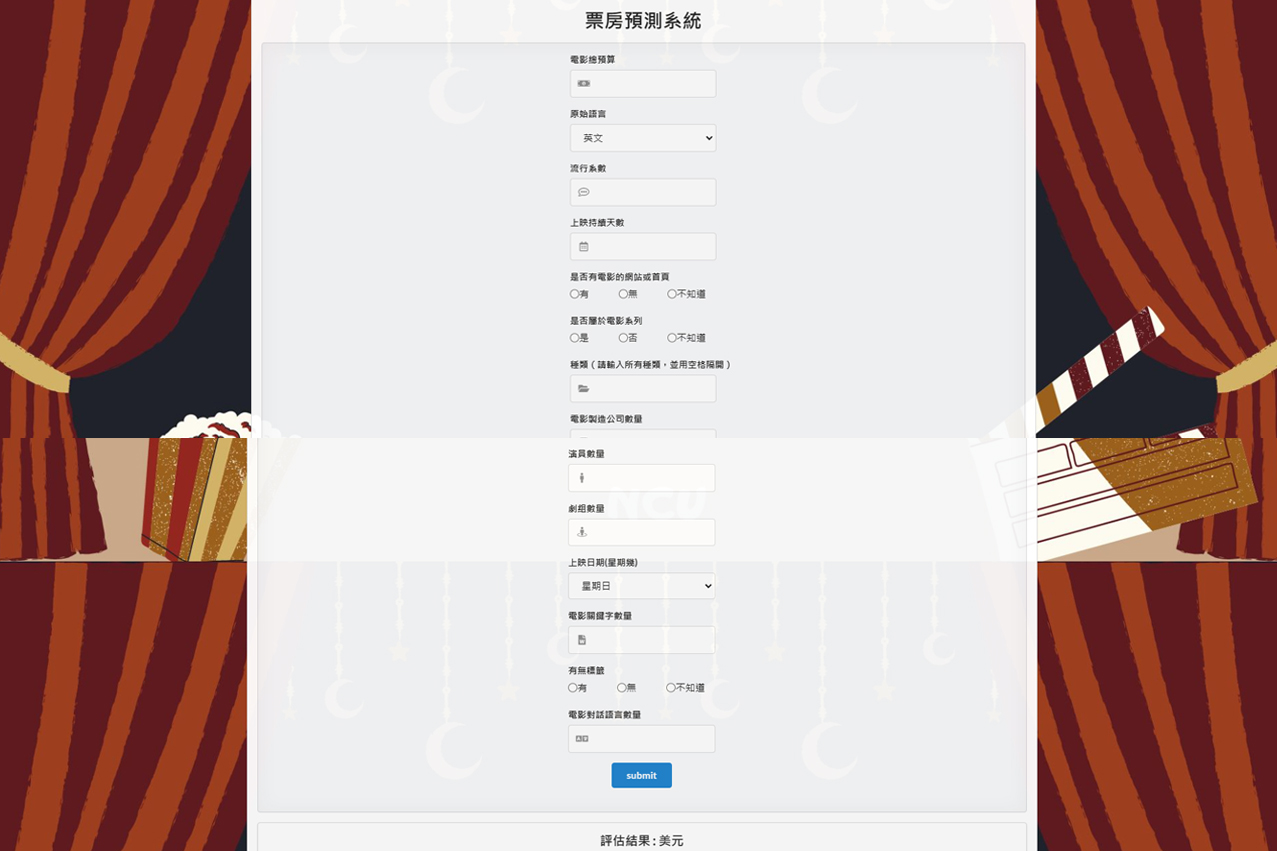 票房預測系統
電影總預算
原始語言
英文
流行系數
上映持續天數
是否有電影的網站或首頁
有 無 不知道
是否屬於電影系列
是 否 不知道
種類（請輸入所有種類，並用空格隔開）
電影製造公司數量
演員數量
NCU
劇組數量
上映日期(星期幾)
星期日
電影關鍵字數量
有無標籤
有 無 不知道
電影對話語言數量
submit
評估結果 : 美元